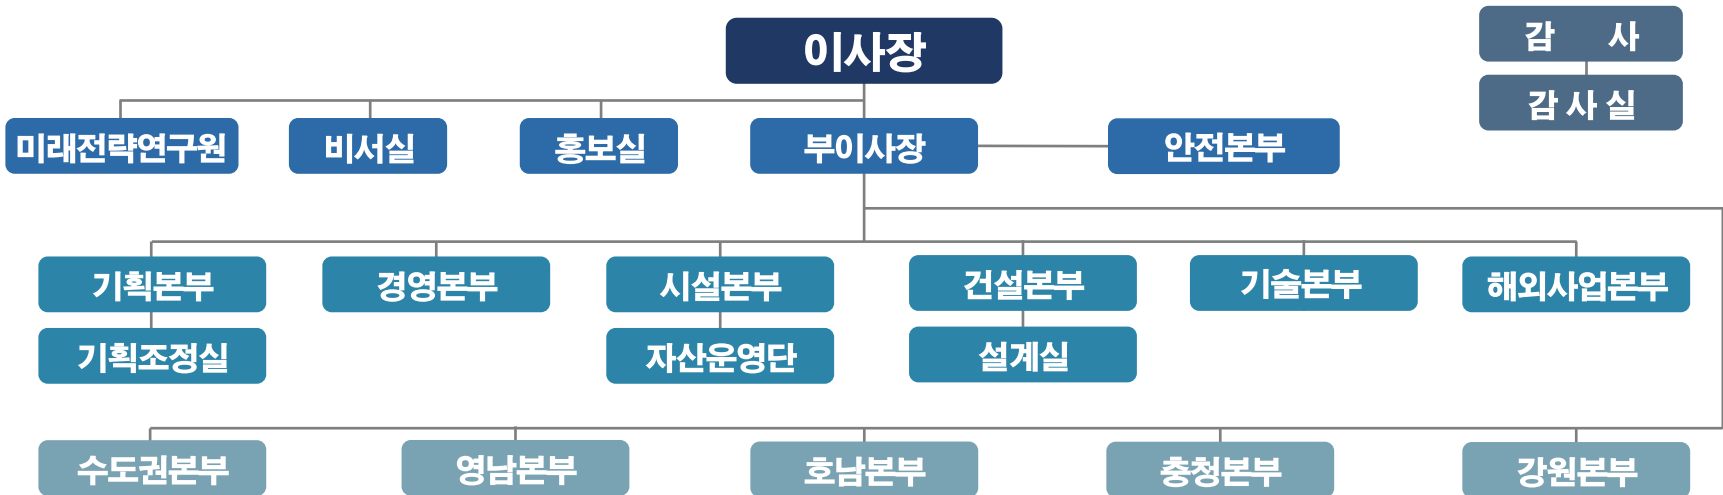 이사장
감 사
감 사 실
미래전략연구원
비서실
홍보실
부이사장
안전본부
기획본부
경영본부
시설본부
건설본부
기술본부
해외사업본부
기획조정실
자산운영단
설계실
수도권본부
영남본부
호남본부
충청본부
강원본부